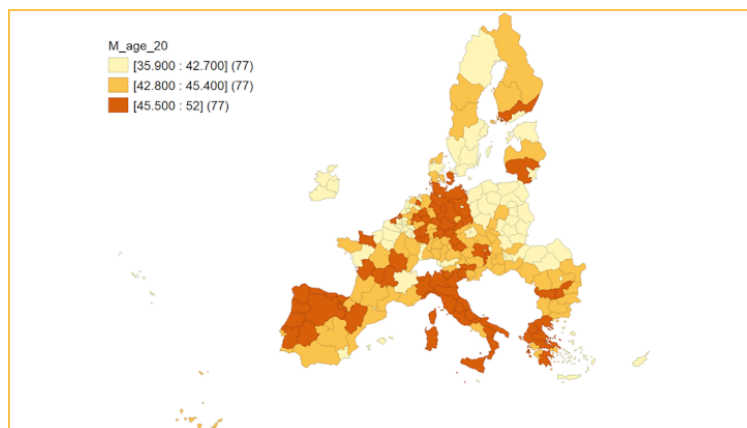 M_age_20
[35.900 : 42.700] (77)
[42.800 : 45.400] (77)
[45.500 : 52] (77)